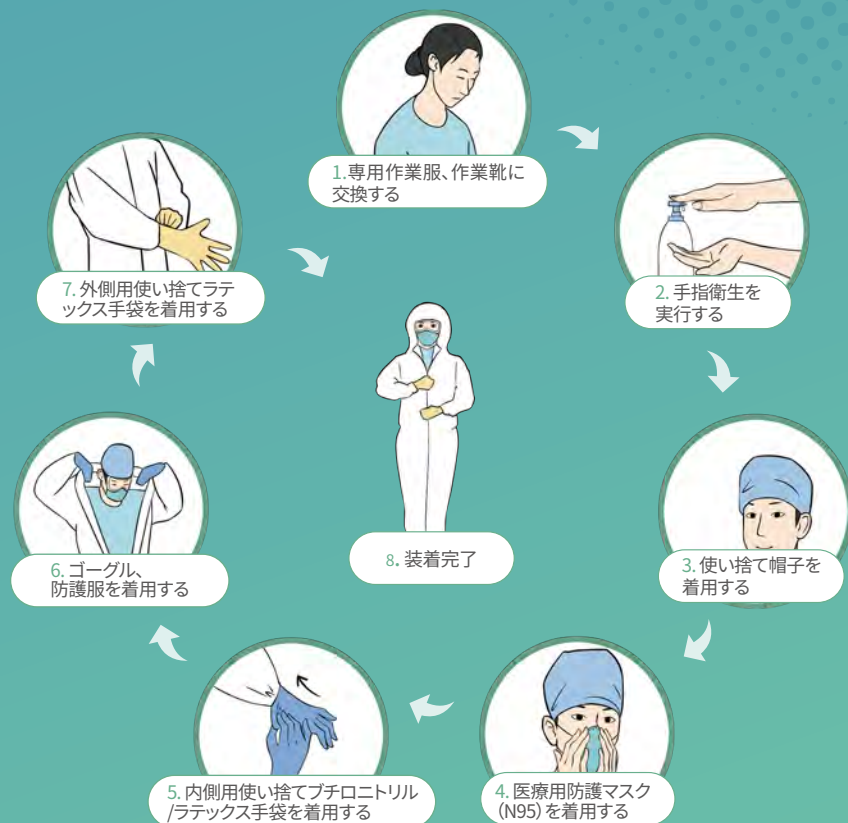 1.専用作業服、作業靴に
交換する
2. 手指衛生を
実行する
3. 使い捨て帽子を
着用する
4. 医療用防護マスク
(N95)を着用する
5. 内側用使い捨てブチロニトリル
/ラテックス手袋を着用する
6. ゴーグル、
防護服を着用する
7. 外側用使い捨てラテ
ックス手袋を着用する
8. 装着完了